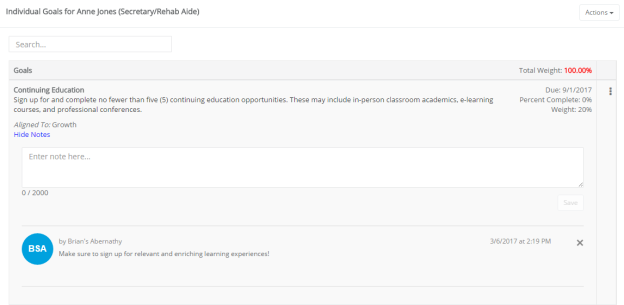 Individual Goals for Anne Jones (Secretary/Rehab Aide)
Actions
Search...
Goals
Total Weight: 100.00%
Continuing Education
Due: 9/1/2017
Sign up for and complete no fewer than five (5) continuing education opportunities. These may include in-person classroom academics, e-learning
Percent Complete: 0%
courses, and professional conferences.
Weight: 20%
Aligned To: Growth
Hide Notes
Enter note here...
0 / 2000
Save
BSA
by Brian's Abernathy
3/6/2017 at 2:19 PM
Make sure to sign up for relevant and enriching learning experiences!